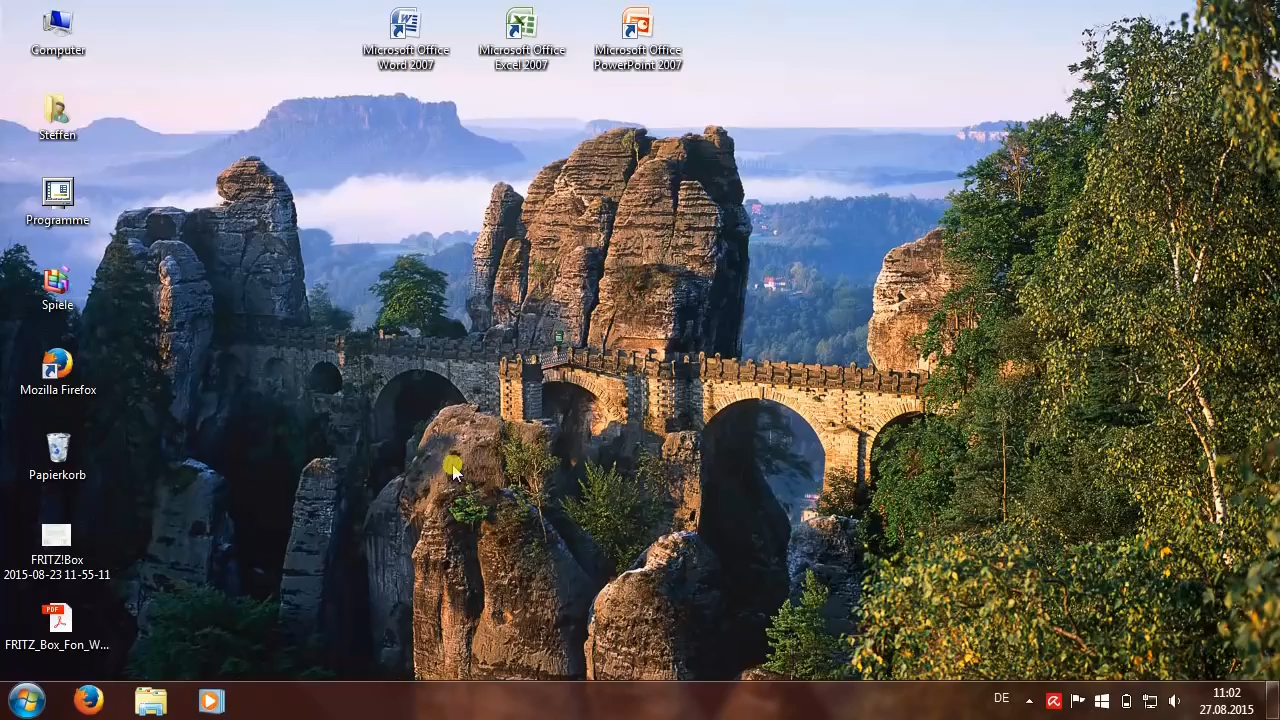 Computer
Steffen
Programme
Spiele
Mozilla Firefox
Papierkorb
FRITZ!Box
2015-08-23 11-55-11
PDF
FRITZ_Box_Fon_W...
Microsoft Office
Word 2007
Microsoft Office
Excel 2007
Microsoft Office
PowerPoint 2007
DE
11:02
27.08.2015